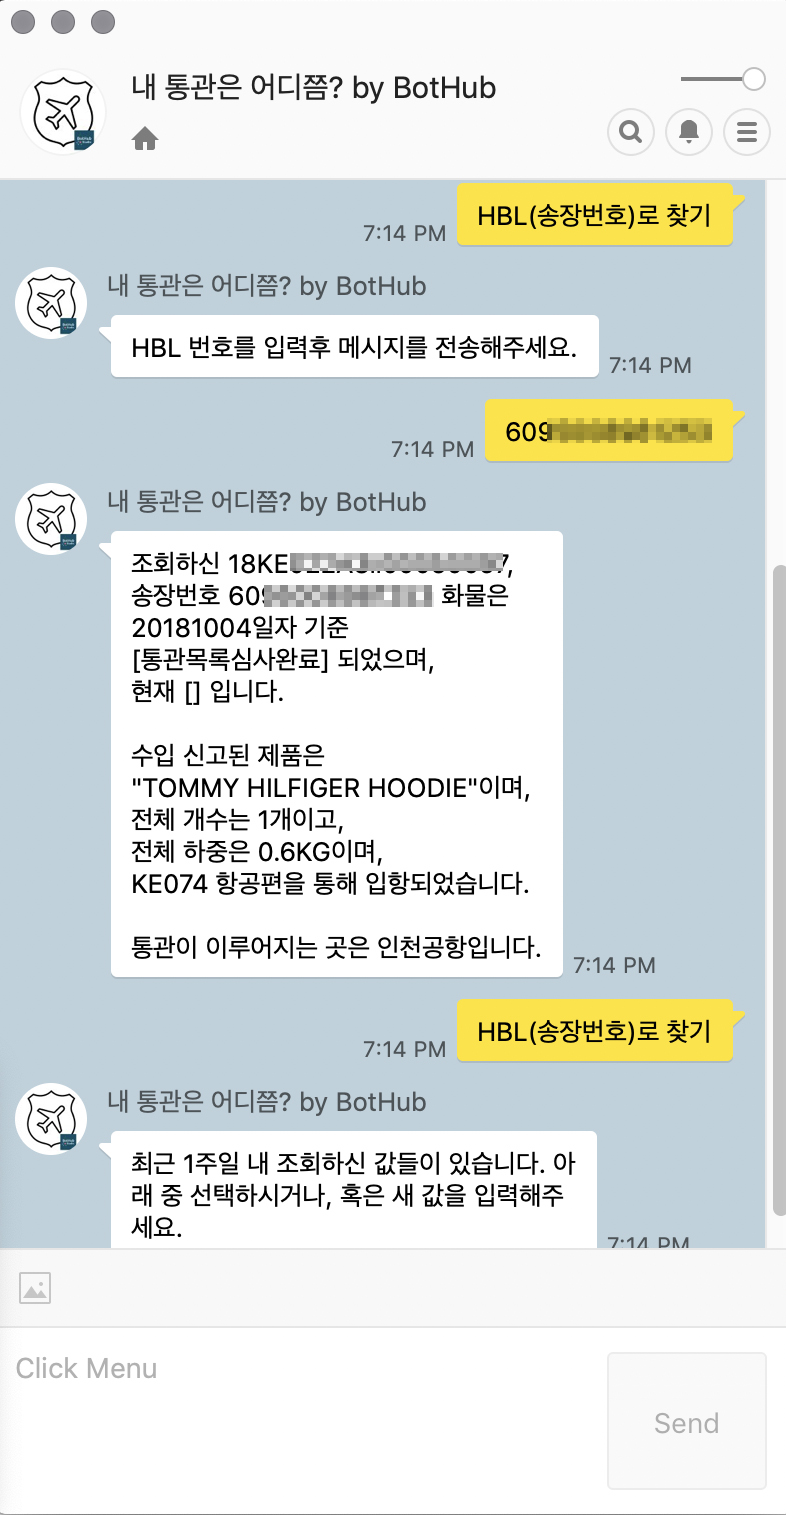 내 통관은 어디쯤? by BotHub
HBL(송장번호)로 찾기
7:14 PM
내 통관은 어디쯤? by BotHub
HBL 번호를 입력후 메시지를 전송해주세요.
7:14 PM
609
7:14 PM
내 통관은 어디쯤? by BotHub
조회하신 18KE
송장번호 60 화물은
20181004일자 기준
[통관목록심사완료] 되었으며,
현재 [] 입니다.
수입 신고된 제품은
"TOMMY HILFIGER HOODIE"이며,
전체 개수는 1개이고,
전체 하중은 0.6KG이며,
KE074 항공편을 통해 입항되었습니다.
통관이 이루어지는 곳은 인천공항입니다.
7:14 PM
HBL(송장번호)로 찾기
7:14 PM
내 통관은 어디쯤? by BotHub
최근 1주일 내 조회하신 값들이 있습니다. 아
래 중 선택하시거나, 혹은 새 값을 입력해주
세요.
7:14 PM
Click Menu
Send